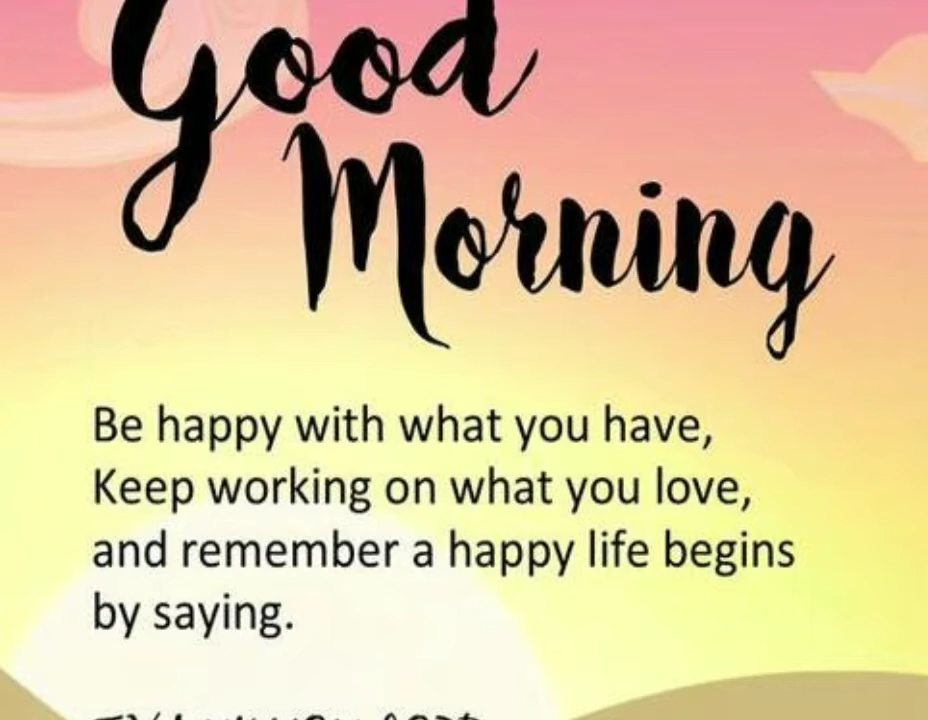 Good
Morning
Be happy with what you have,
Keep working on what you love,
and remember a happy life begins
by saying.